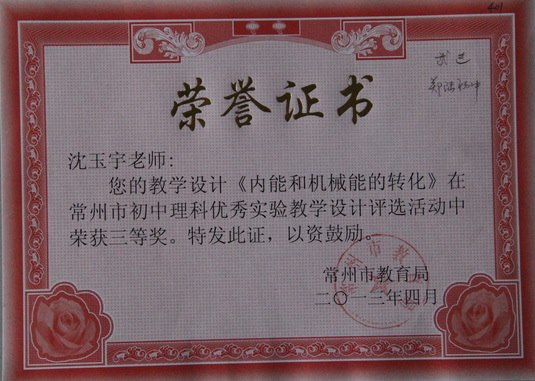 401
荣誉证书
沈玉宇老师:
您的教学设计《内能和机械能的转化》在
常州市初中理科优秀实验教学设计评选活动中
荣获三等奖。特发此证，以资鼓励。
常州市教育局
二〇一三年四月